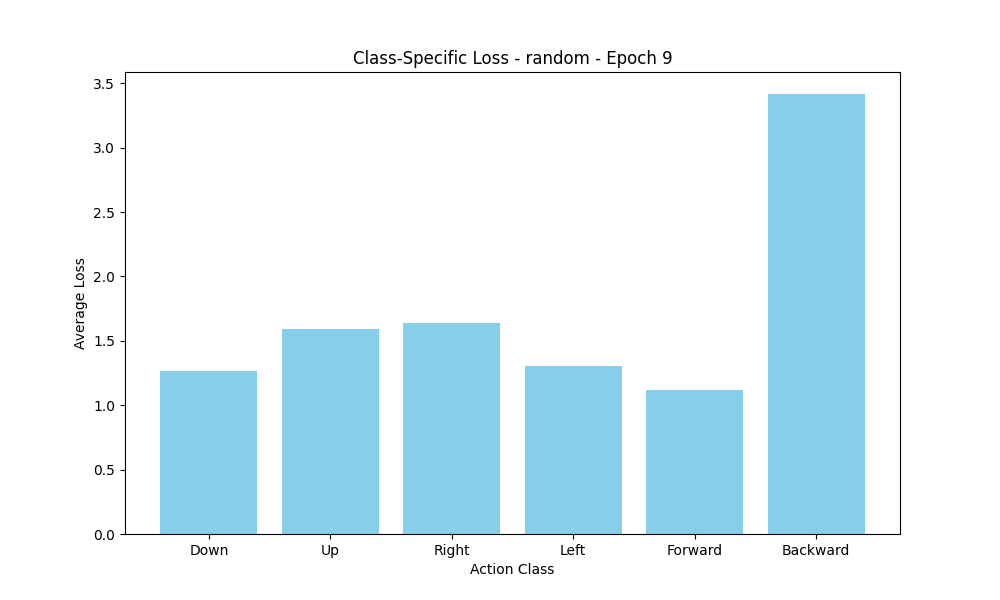 Class-Specific Loss - random - Epoch 9
3.5
3.0
2.5
2.0
1.5
1.0
0.5
0.0
Average Loss
Down Up Right Left Forward Backward
Action Class